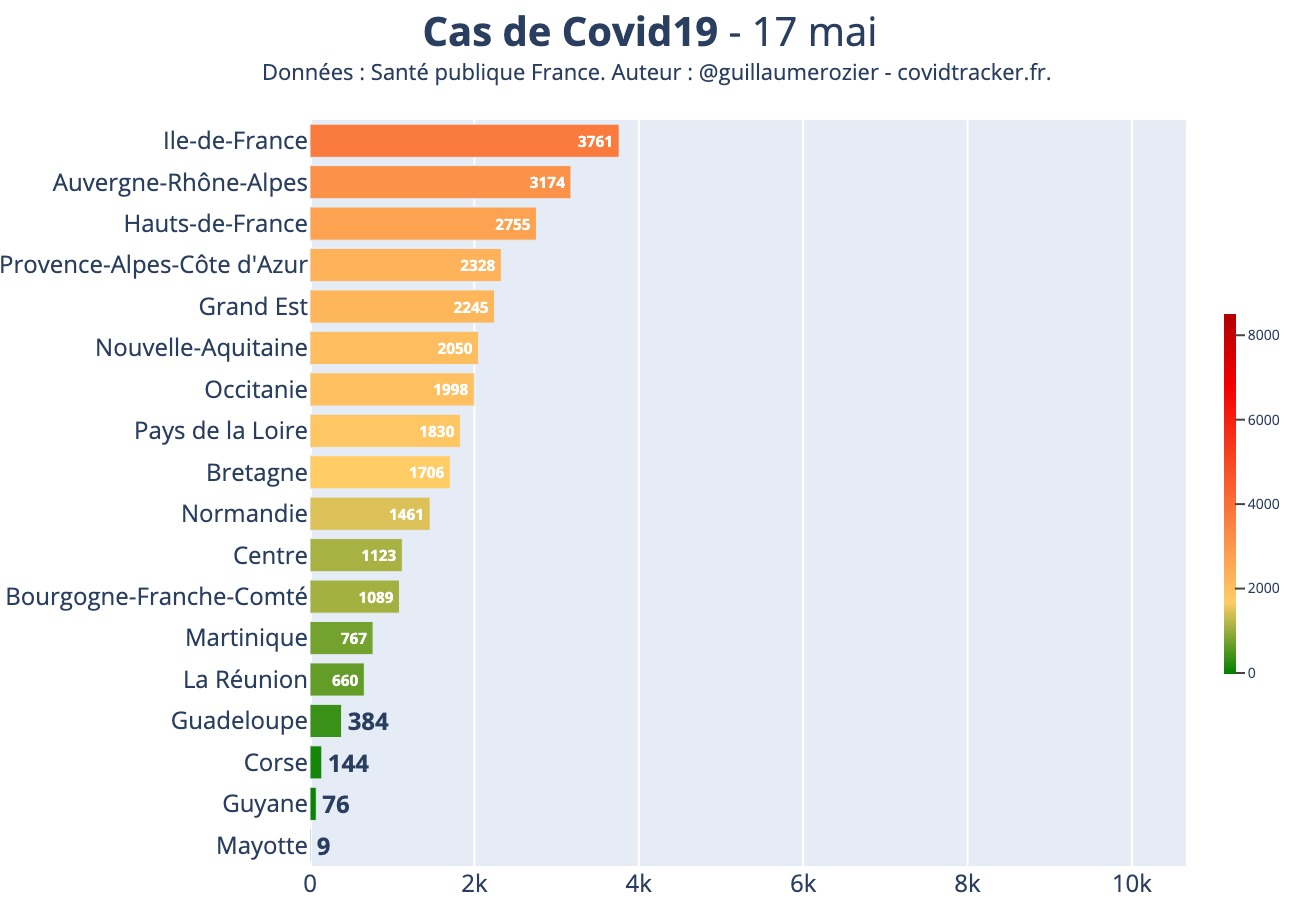 Cas de Covid19 - 17 mai
Données : Santé publique France. Auteur : @guillaumerozier - covidtracker.fr.
Ile-de-France 3761
Auvergne-Rhône-Alpes 3174
Hauts-de-France 2755
Provence-Alpes-Côte d'Azur 2328
Grand Est 2245
Nouvelle-Aquitaine 2050
Occitanie 1998
Pays de la Loire 1830
Bretagne 1706
Normandie 1461
Centre 1123
Bourgogne-Franche-Comté 1089
Martinique 767
La Réunion 660
Guadeloupe 384
Corse 144
Guyane 76
Mayotte 9
0 2k 4k 6k 8k 10k
8000
6000
4000
2000
0